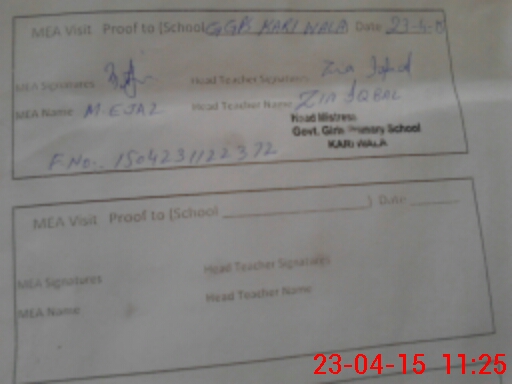 MEA Visit Proof to (School GGPS KARI WALA Date 23-4-15
MEA Signatures Head Teacher Signatures Zia Iqbal
MEA Name M. EJAZ Head Teacher Name ZIA IQBAL
Head Mistress
Govt. Girls Primary School
KARI WALA
F.No. 1504231122372
MEA Visit Proof to (School ) Date
MEA Signatures Head Teacher Signatures
MEA Name Head Teacher Name
23-04-15 11:25